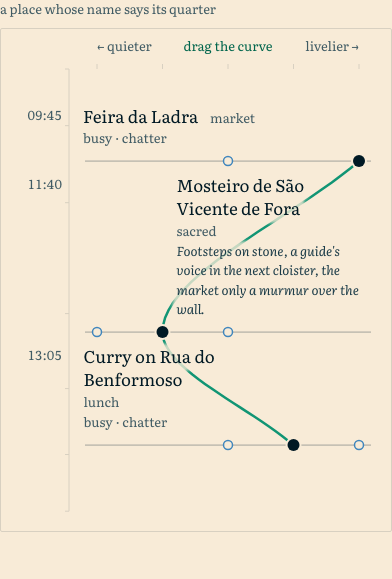 a place whose name says its quarter
← quieter drag the curve livelier →
09:45 Feira da Ladra market
busy · chatter
11:40 Mosteiro de São
Vicente de Fora
sacred
Footsteps on stone, a guide's
voice in the next cloister, the
market only a murmur over the
wall.
13:05 Curry on Rua do
Benformoso
lunch
busy · chatter